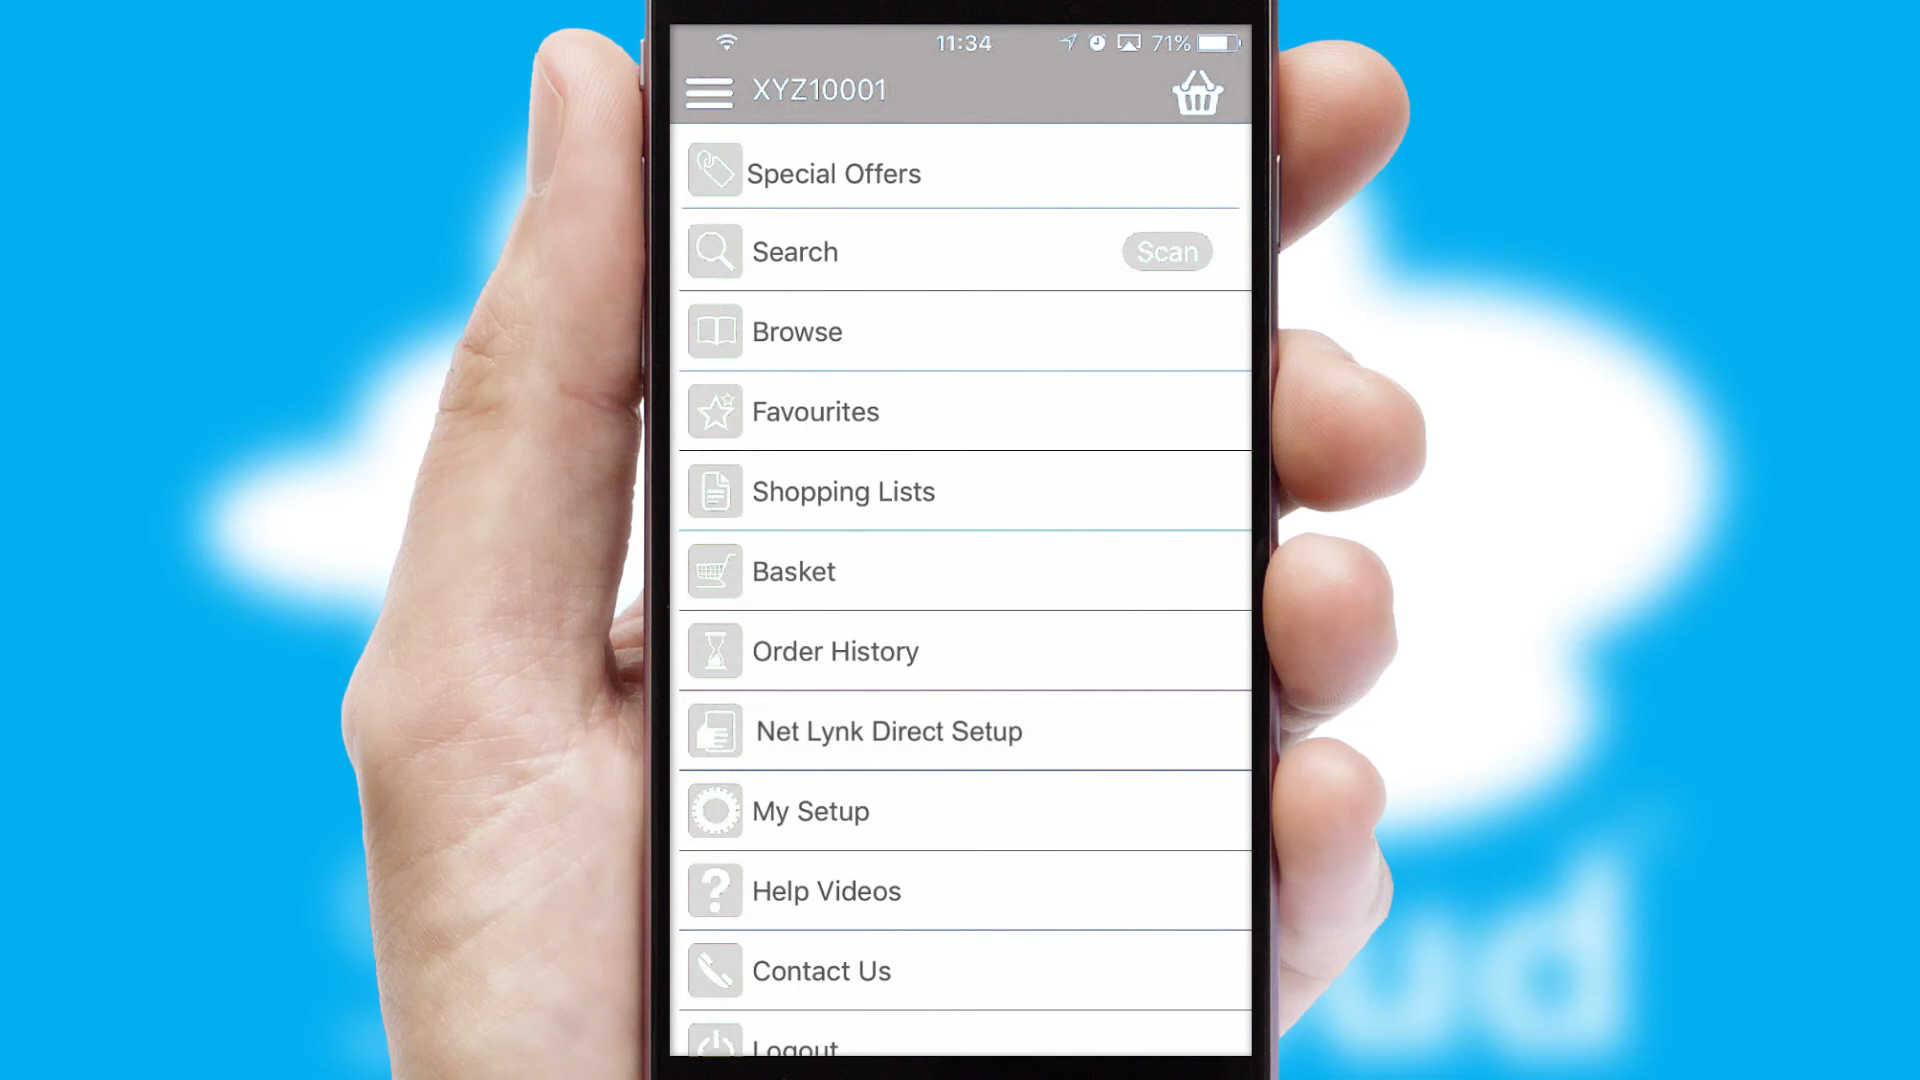 11:34 71%
XYZ10001
Special Offers
Search Scan
Browse
Favourites
Shopping Lists
Basket
Order History
Net Lynk Direct Setup
My Setup
Help Videos
Contact Us
Logout
ud